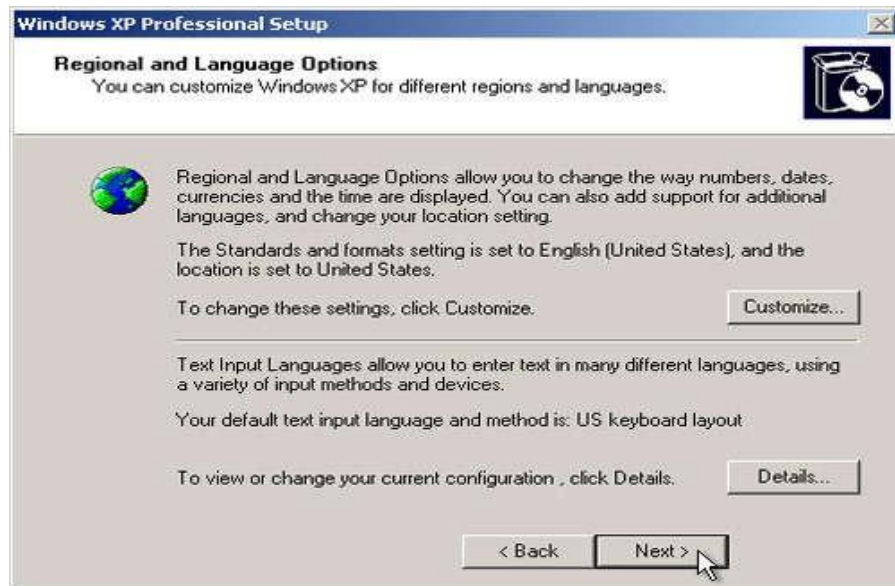 Windows XP Professional Setup
Regional and Language Options
You can customize Windows XP for different regions and languages.
Regional and Language Options allow you to change the way numbers, dates,
currencies and the time are displayed. You can also add support for additional
languages, and change your location setting.
The Standards and formats setting is set to English (United States), and the
location is set to United States.
To change these settings, click Customize.
Customize...
Text Input Languages allow you to enter text in many different languages, using
a variety of input methods and devices.
Your default text input language and method is: US keyboard layout
To view or change your current configuration , click Details.
Details...
< Back
Next >